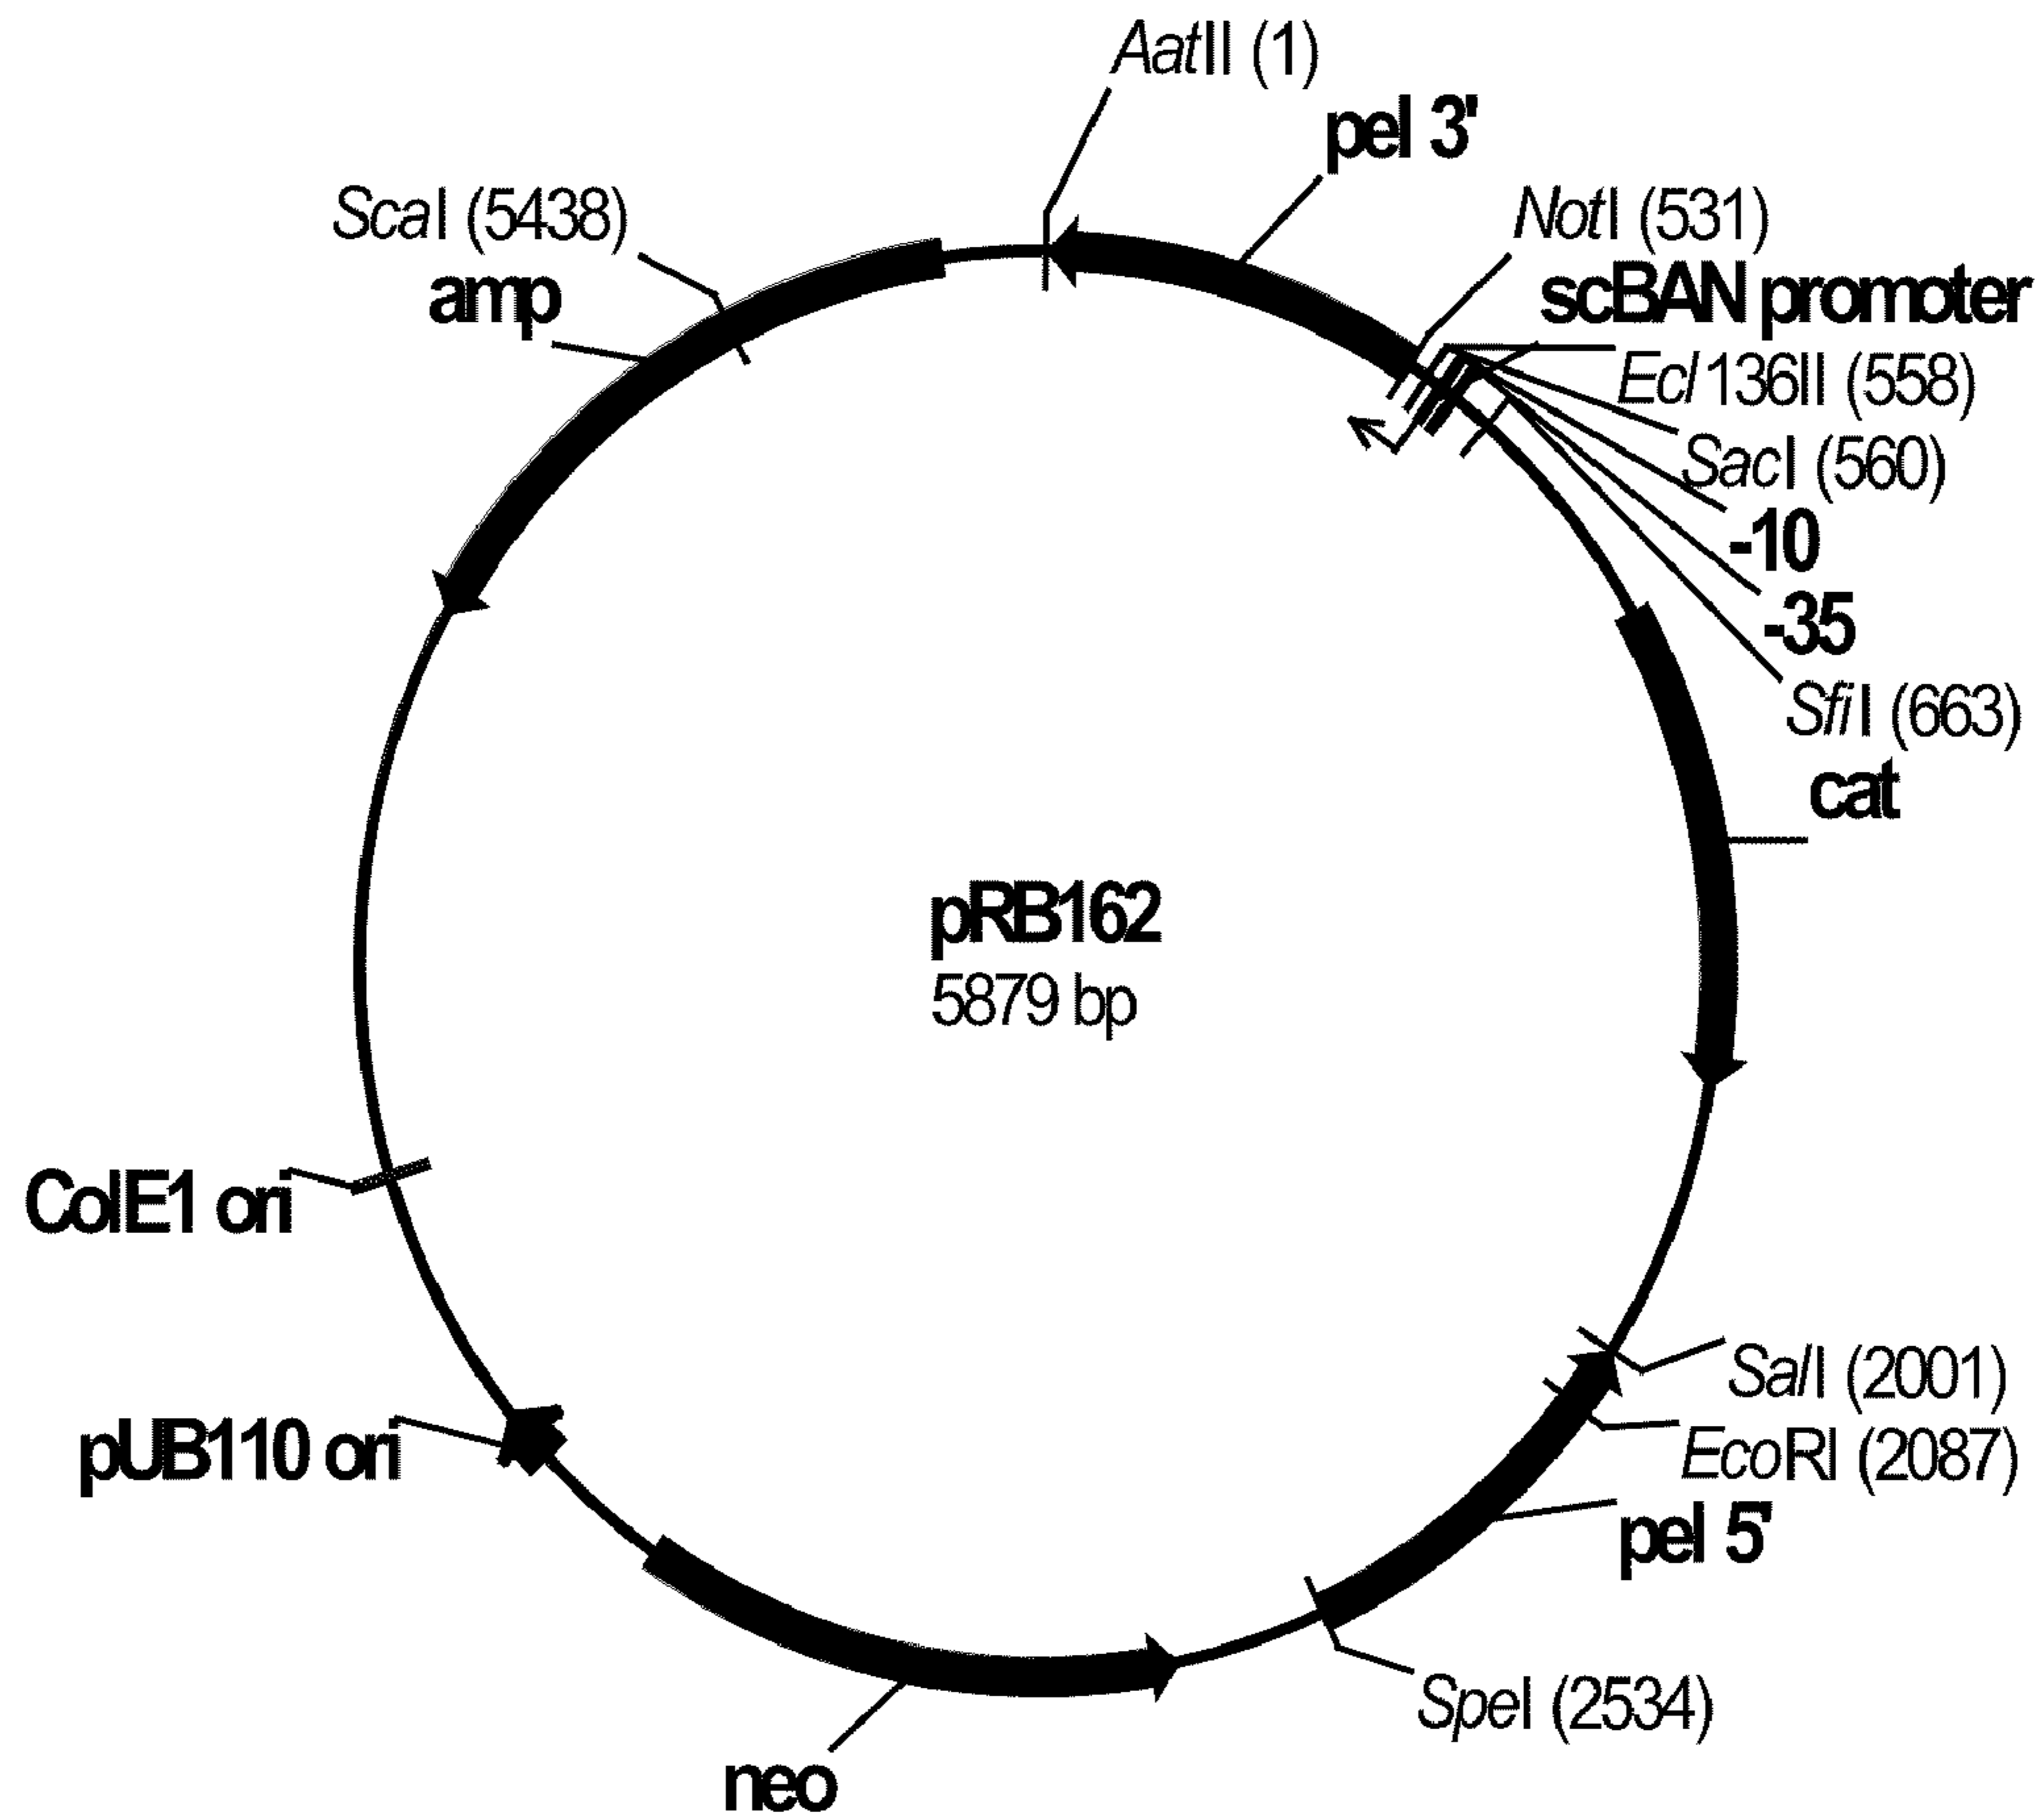 AatII (1)
pel 3'
ScaI (5438)
NotI (531)
amp
scBAN promoter
Ecl136II (558)
SacI (560)
-10
-35
SfiI (663)
cat
pRB162
5879 bp
ColE1 ori
SalI (2001)
pUB110 ori
EcoRI (2087)
pel 5'
SpeI (2534)
neo